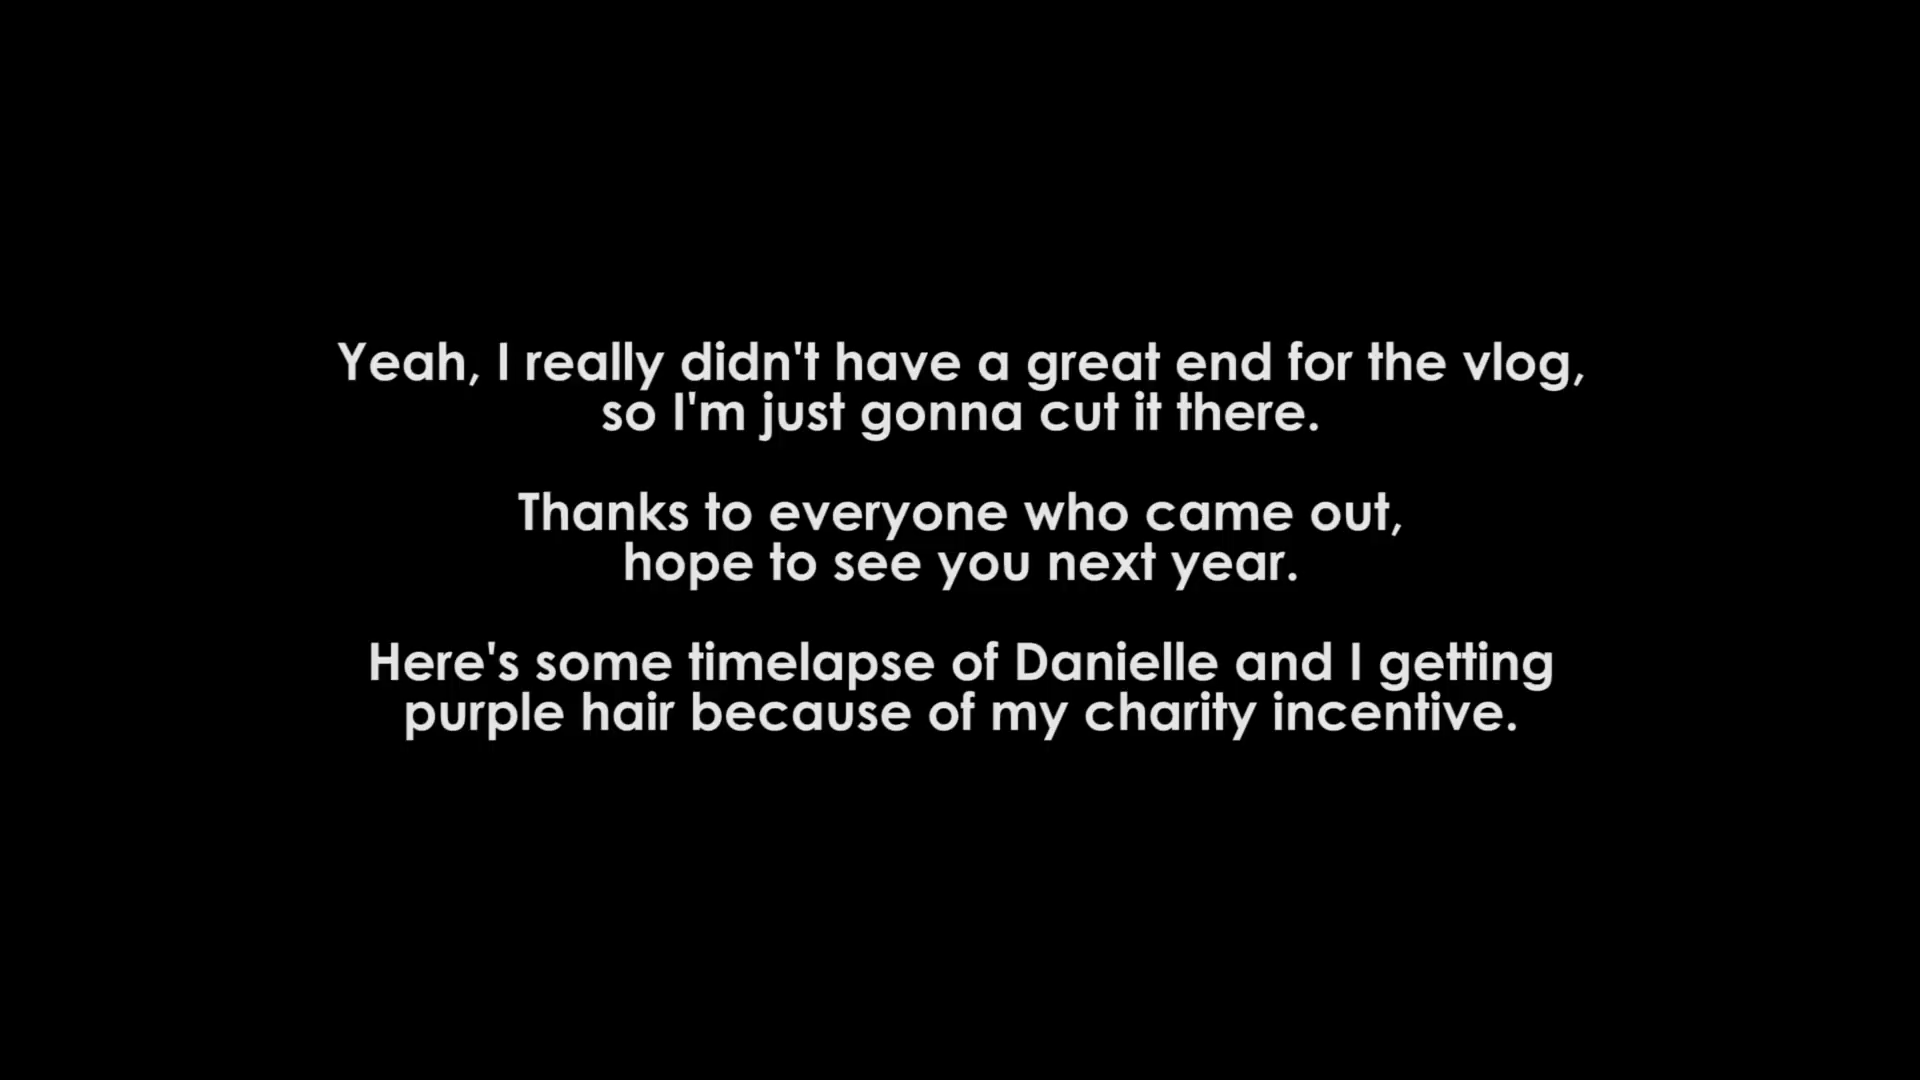 Yeah, I really didn't have a great end for the vlog,
so I'm just gonna cut it there.
Thanks to everyone who came out,
hope to see you next year.
Here's some timelapse of Danielle and I getting
purple hair because of my charity incentive.